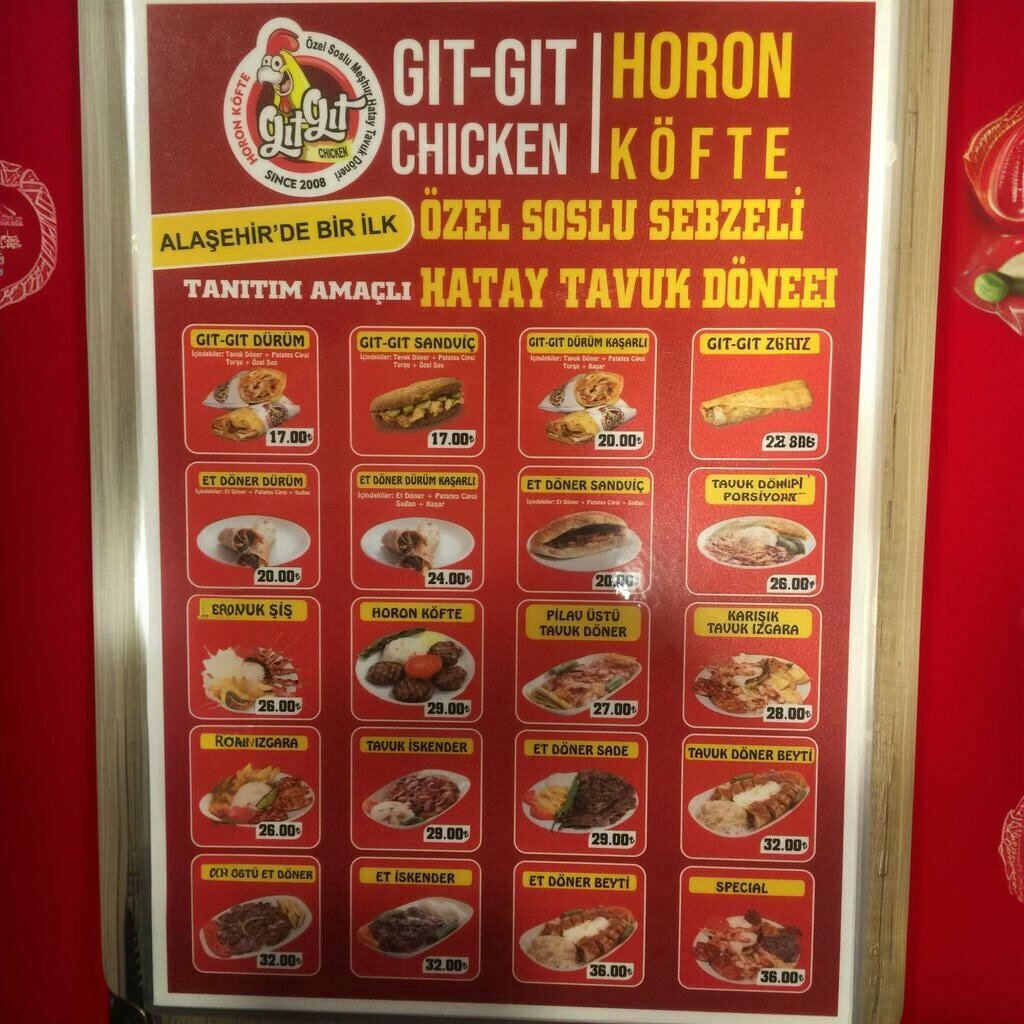 HORON KÖFTE
Özel Soslu Meşhur Hatay Tavuk Döneri
GitGit
CHICKEN
SINCE 2008
GIT-GIT
CHICKEN
HORON
KÖFTE
ALAŞEHİR'DE BİR İLK
ÖZEL SOSLU SEBZELİ
TANITIM AMAÇLI
HATAY TAVUK
GIT-GIT DÜRÜM
İçindekiler: Tavuk Döner + Patates Cipsi
Turşu + Özel Sos
17.00₺
GIT-GIT SANDVİÇ
İçindekiler: Tavuk Döner + Patates Cipsi
Turşu + Özel Sos
17.00₺
GIT-GIT DÜRÜM KAŞARLI
İçindekiler: Tavuk Döner + Patates Cipsi
Turşu + Kaşar
20.00₺
GIT-GIT
ET DÖNER DÜRÜM
İçindekiler: Et Döner + Patates Cipsi + Soğan
20.00₺
ET DÖNER DÜRÜM KAŞARLI
İçindekiler: Et Döner + Patates Cipsi
Soğan + Kaşar
24.00₺
ET DÖNER SANDVİÇ
İçindekiler: Et Döner + Patates Cipsi + Soğan
TAVUK
26.00₺
ŞİŞ
26.00₺
HORON KÖFTE
29.00₺
PİLAV ÜSTÜ
TAVUK DÖNER
27.00₺
KARIŞIK
TAVUK IZGARA
28.00₺
IZGARA
26.00₺
TAVUK İSKENDER
29.00₺
ET DÖNER SADE
29.00₺
TAVUK DÖNER BEYTİ
32.00₺
ET DÖNER
32.00₺
ET İSKENDER
32.00₺
ET DÖNER BEYTİ
36.00₺
SPECIAL
36.00₺